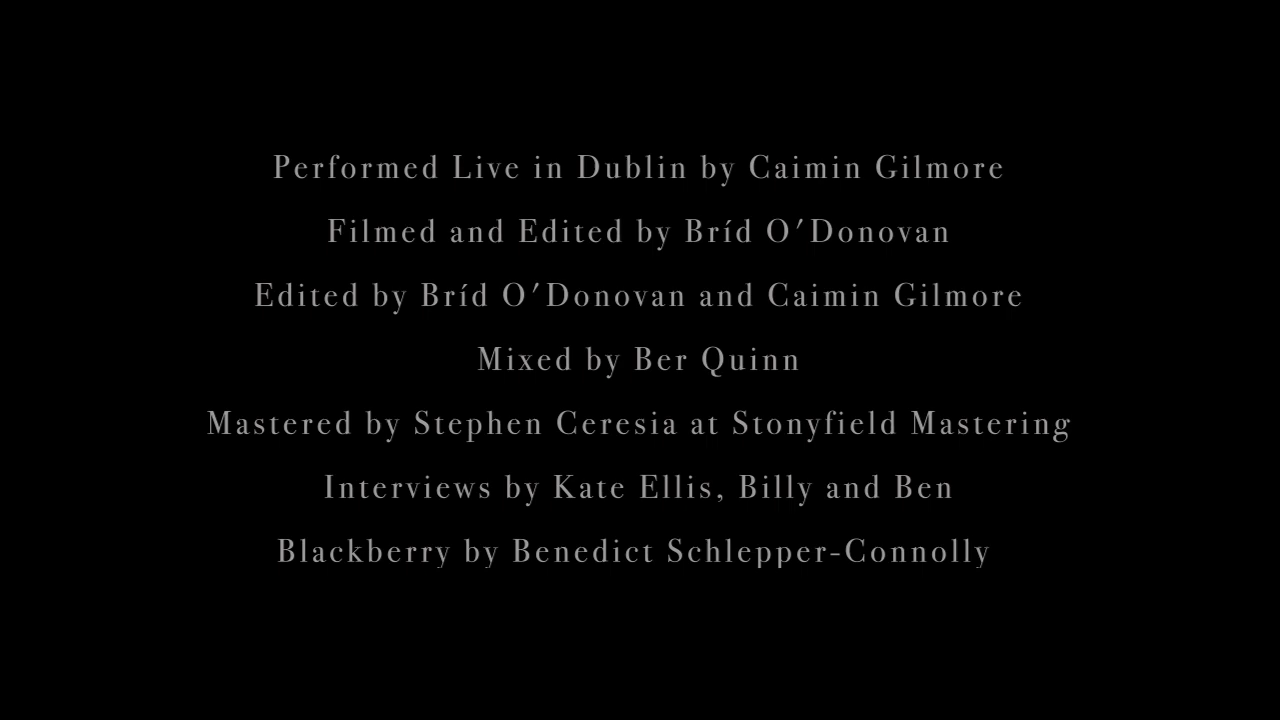 Performed Live in Dublin by Caimin Gilmore
Filmed and Edited by Bríd O'Donovan
Edited by Bríd O'Donovan and Caimin Gilmore
Mixed by Ber Quinn
Mastered by Stephen Ceresia at Stonyfield Mastering
Interviews by Kate Ellis, Billy and Ben
Blackberry by Benedict Schlepper-Connolly